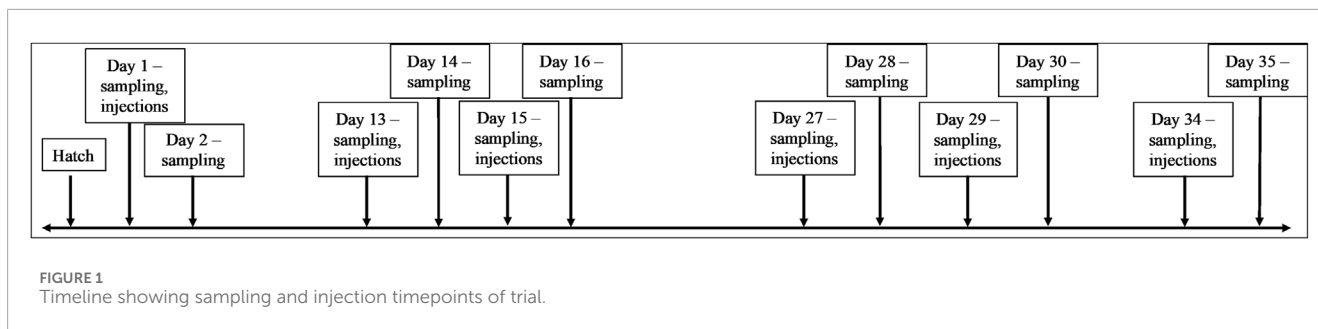 Hatch
Day 1 –
sampling,
injections
Day 2 –
sampling
Day 13 –
sampling,
injections
Day 14 –
sampling
Day 15 –
sampling,
injections
Day 16 –
sampling
Day 27 –
sampling,
injections
Day 28 –
sampling
Day 29 –
sampling,
injections
Day 30 –
sampling
Day 34 –
sampling,
injections
Day 35 –
sampling
FIGURE 1
Timeline showing sampling and injection timepoints of trial.